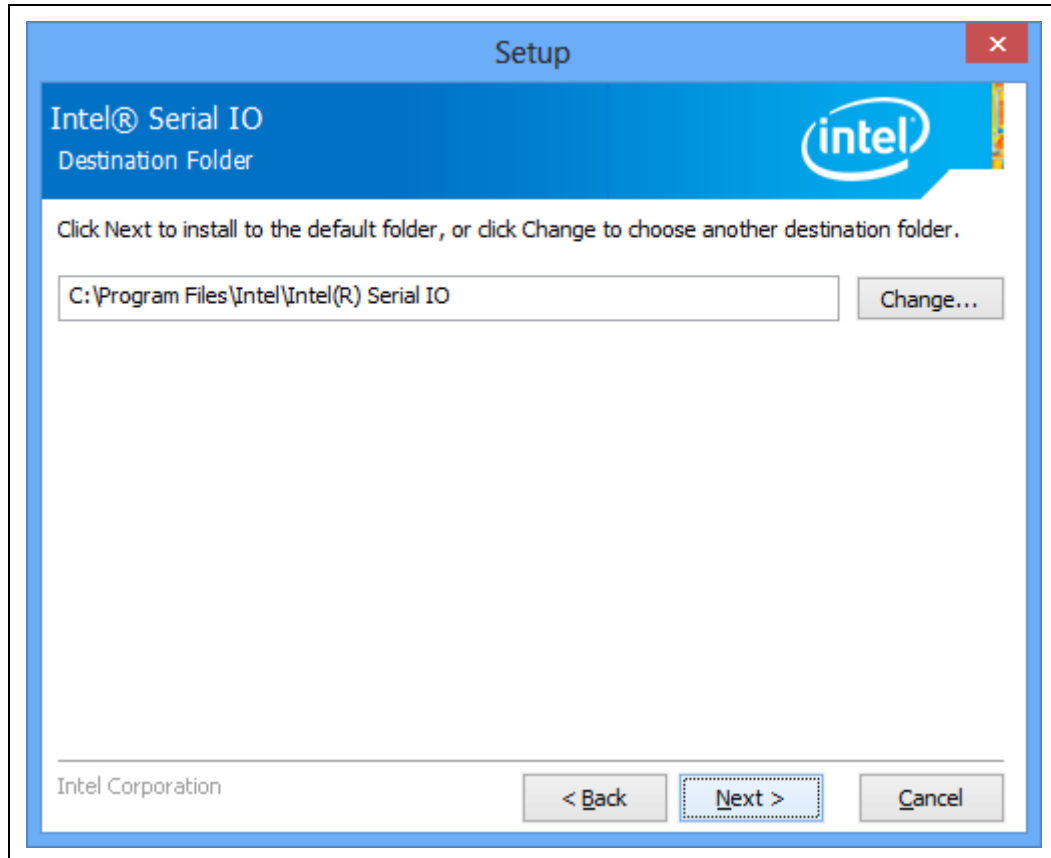 Setup
Intel® Serial IO
Destination Folder
intel
Click Next to install to the default folder, or click Change to choose another destination folder.
C:\Program Files\Intel\Intel(R) Serial IO
Change...
Intel Corporation
< Back
Next >
Cancel